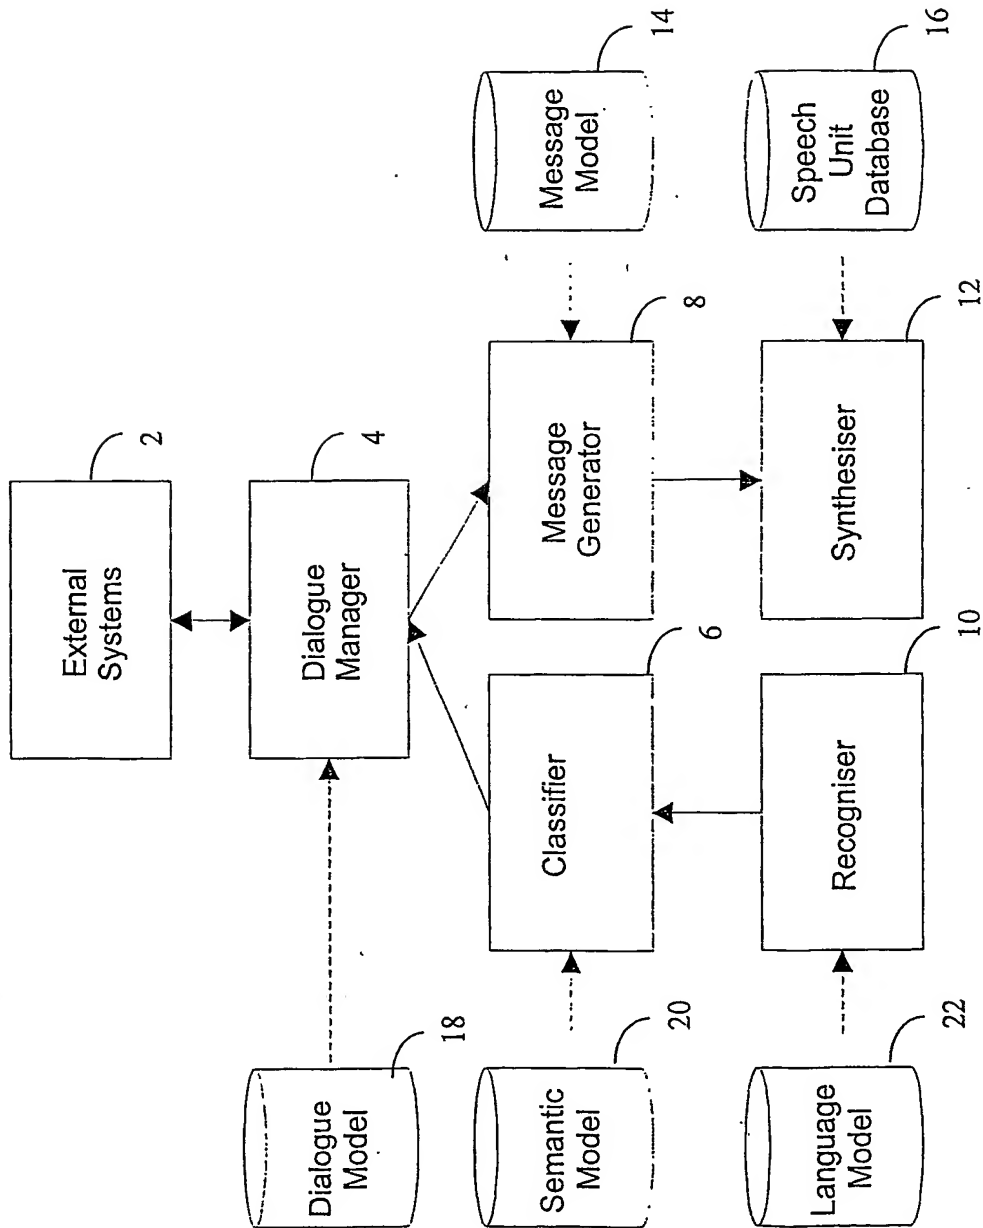 External
Systems
2
Dialogue
Model
18
Dialogue
Manager
4
Semantic
Model
20
Classifier
6
Message
Generator
8
Message
Model
14
Language
Model
22
Recogniser
10
Synthesiser
12
Speech
Unit
Database
16